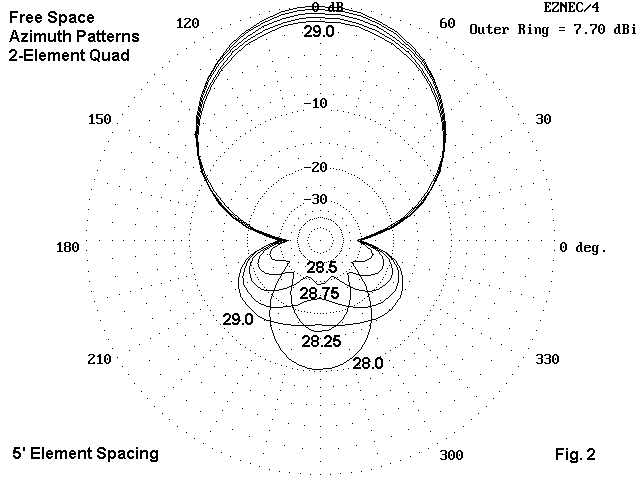 Free Space
Azimuth Patterns
2-Element Quad
EZNEC/4
Outer Ring = 7.70 dBi
0 dB
29.0
120
60
-10
150
30
-20
-30
180
0 deg.
28.5
28.75
29.0
28.25
28.0
210
330
300
5' Element Spacing
Fig. 2